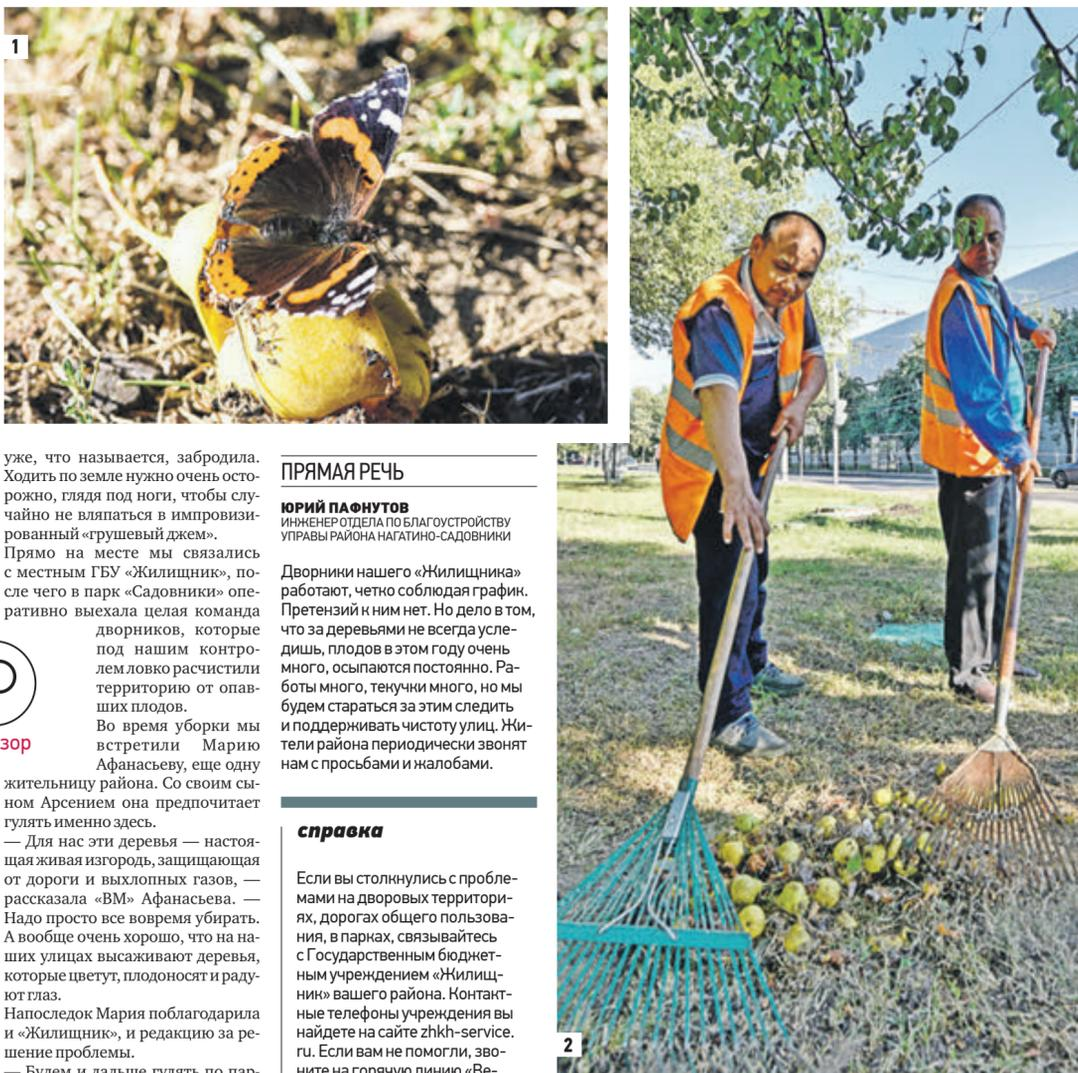 1
уже, что называется, забродила.
Ходить по земле нужно очень осто-
рожно, глядя под ноги, чтобы слу-
чайно не вляпаться в импровизи-
рованный «грушевый джем».
Прямо на месте мы связались
с местным ГБУ «Жилищник», по-
сле чего в парк «Садовники» опе-
ративно выехала целая команда
дворников, которые
под нашим контро-
лем ловко расчистили
территорию от опав-
ших плодов.
Во время уборки мы
встретили Марию
Афанасьеву, еще одну
жительницу района. Со своим сы-
ном Арсением она предпочитает
гулять именно здесь.
— Для нас эти деревья — настоя-
щая живая изгородь, защищающая
от дороги и выхлопных газов, —
рассказала «ВМ» Афанасьева. —
Надо просто все вовремя убирать.
А вообще очень хорошо, что на на-
ших улицах высаживают деревья,
которые цветут, плодоносят и раду-
ют глаз.
Напоследок Мария поблагодарила
и «Жилищник», и редакцию за ре-
шение проблемы.
— Будем и дальше гулять по пар-
зор
ПРЯМАЯ РЕЧЬ
ЮРИЙ ПАФНУТОВ
ИНЖЕНЕР ОТДЕЛА ПО БЛАГОУСТРОЙСТВУ
УПРАВЫ РАЙОНА НАГАТИНО-САДОВНИКИ
Дворники нашего «Жилищника»
работают, четко соблюдая график.
Претензий к ним нет. Но дело в том,
что за деревьями не всегда усле-
дишь, плодов в этом году очень
много, осыпаются постоянно. Ра-
боты много, текучки много, но мы
будем стараться за этим следить
и поддерживать чистоту улиц. Жи-
тели района периодически звонят
нам с просьбами и жалобами.
справка
Если вы столкнулись с пробле-
мами на дворовых территори-
ях, дорогах общего пользова-
ния, в парках, связывайтесь
с Государственным бюджет-
ным учреждением «Жилищ-
ник» вашего района. Контакт-
ные телефоны учреждения вы
найдете на сайте zhkh-service.
ru. Если вам не помогли, зво-
ните на горячую линию «Ве-
2